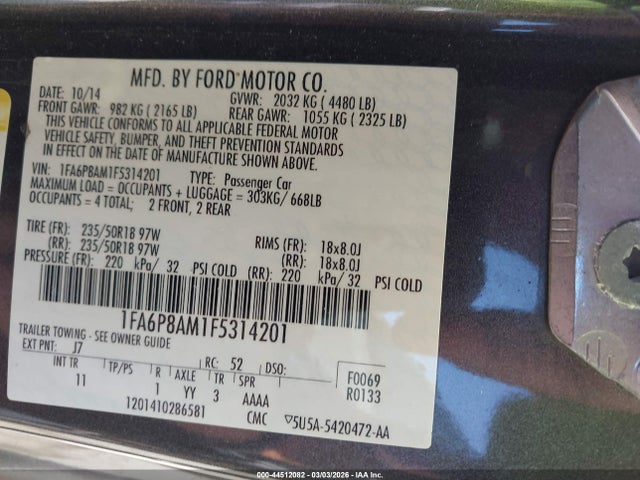 MFD. BY FORD MOTOR CO.
DATE: 10/14 GVWR: 2032 KG ( 4480 LB)
FRONT GAWR: 982 KG ( 2165 LB) REAR GAWR: 1055 KG ( 2325 LB)
THIS VEHICLE CONFORMS TO ALL APPLICABLE FEDERAL MOTOR
VEHICLE SAFETY, BUMPER, AND THEFT PREVENTION STANDARDS
IN EFFECT ON THE DATE OF MANUFACTURE SHOWN ABOVE.
VIN: 1FA6P8AM1F5314201 TYPE: Passenger Car
MAXIMUM LOAD = OCCUPANTS + LUGGAGE = 303KG/ 668LB
OCCUPANTS = 4 TOTAL; 2 FRONT, 2 REAR
TIRE (FR): 235/50R18 97W RIMS (FR): 18x8.0J
(RR): 235/50R18 97W (RR): 18x8.0J
PRESSURE (FR): 220 kPa/ 32 PSI COLD (RR): 220 kPa/ 32 PSI COLD
1FA6P8AM1F5314201
TRAILER TOWING - SEE OWNER GUIDE
EXT PNT: J7 RC: 52 DSO:
INT TR TP/PS R AXLE TR SPR F0069
11 1 YY 3 AAAA R0133
1201410286581 CMC ▽5U5A-5420472-AA
000-44512082 - 03/03/2026 - IAA Inc.